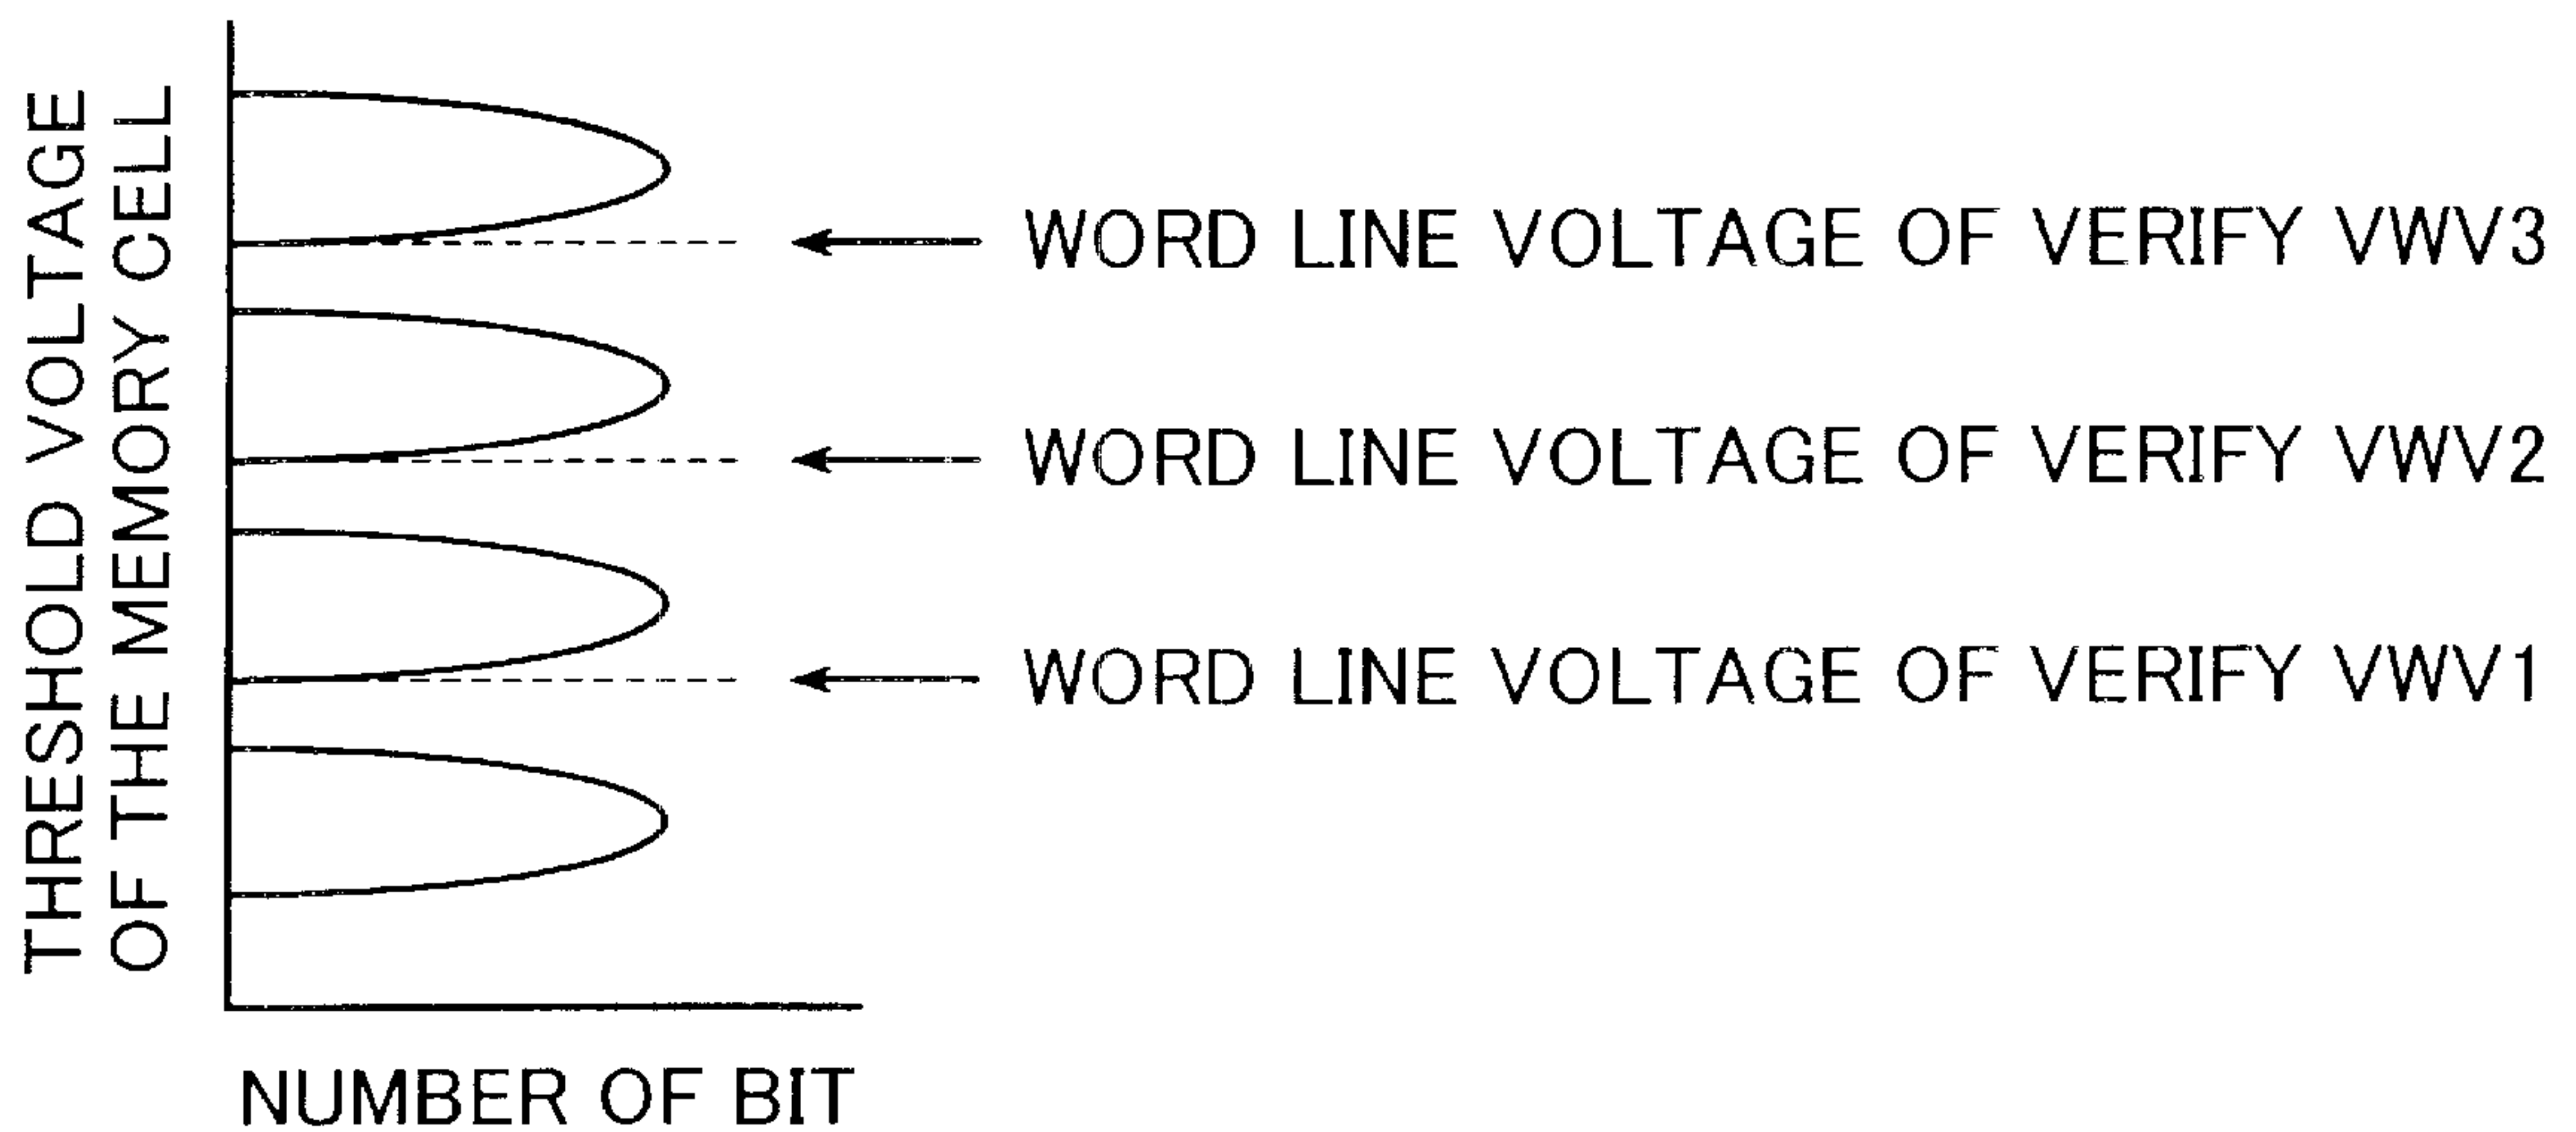 THRESHOLD VOLTAGE
OF THE MEMORY CELL
WORD LINE VOLTAGE OF VERIFY VWV3
WORD LINE VOLTAGE OF VERIFY VWV2
WORD LINE VOLTAGE OF VERIFY VWV1
NUMBER OF BIT